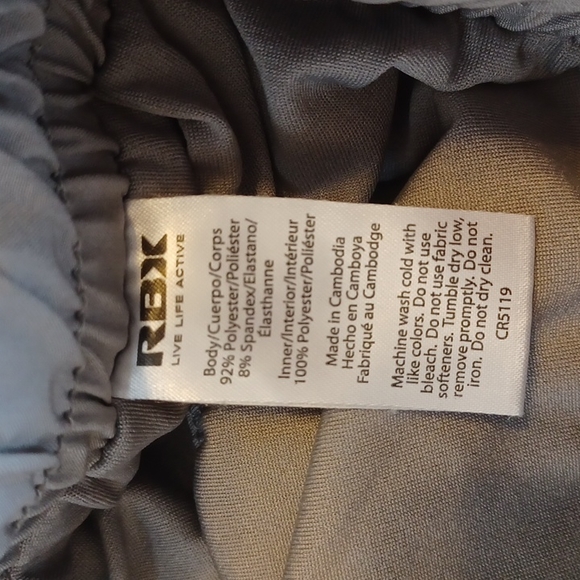 RBX
LIVE LIFE ACTIVE
Body/Cuerpo/Corps
92% Polyester/Poliéster
8% Spandex/Elastano/
Elasthanne
Inner/Interior/Intérieur
100% Polyester/Poliéster
Made in Cambodia
Hecho en Camboya
Fabriqué au Cambodge
Machine wash cold with
like colors. Do not use
bleach. Do not use fabric
softeners. Tumble dry low,
remove promptly. Do not
iron. Do not dry clean.
CR5119